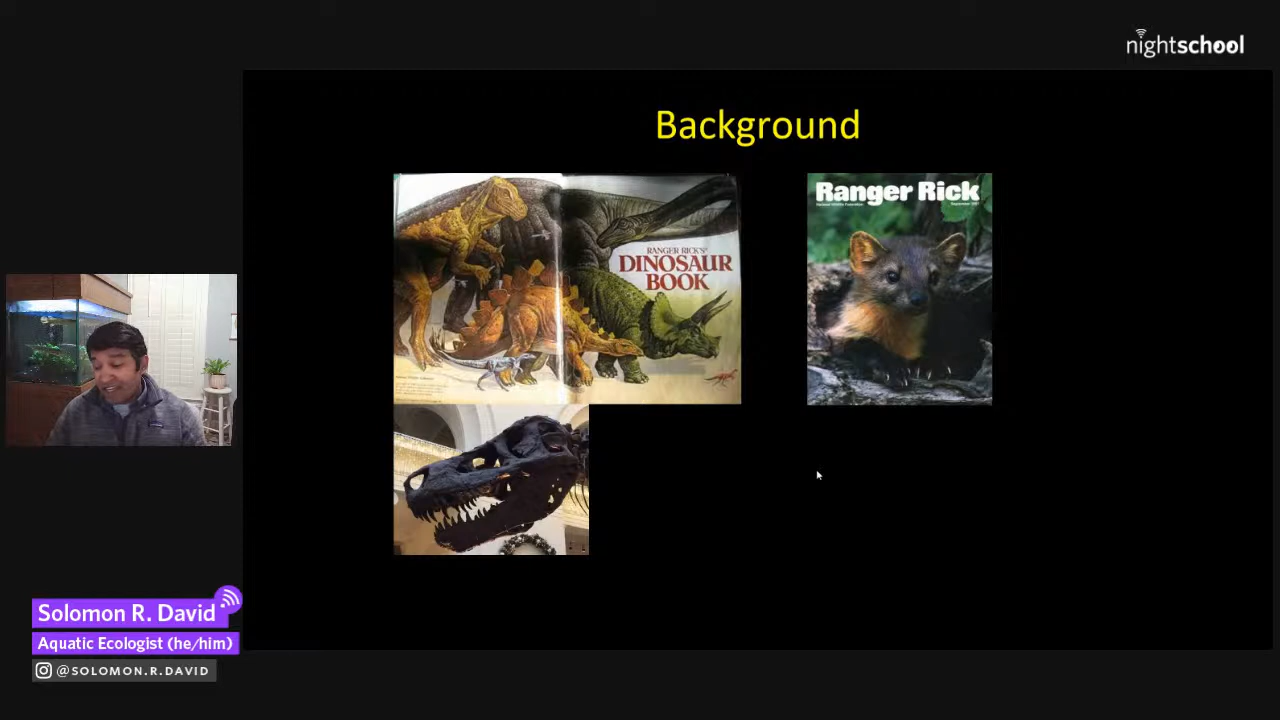 nightschool
Background
RANGER RICK'S®
DINOSAUR
BOOK
Ranger Rick
Solomon R. David
Aquatic Ecologist (he/him)
@SOLOMON.R.DAVID